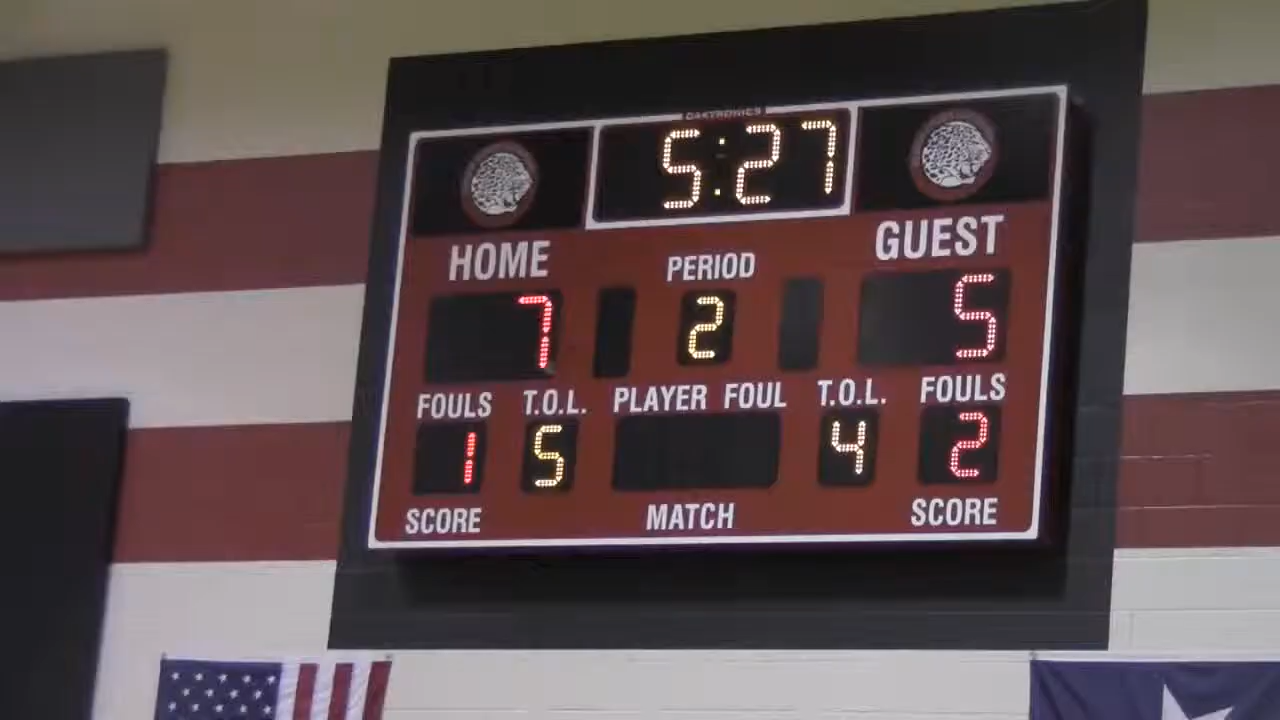 DAKTRONICS
5:27
HOME PERIOD GUEST
7 2 5
FOULS T.O.L. PLAYER FOUL T.O.L. FOULS
1 5 4 2
SCORE MATCH SCORE